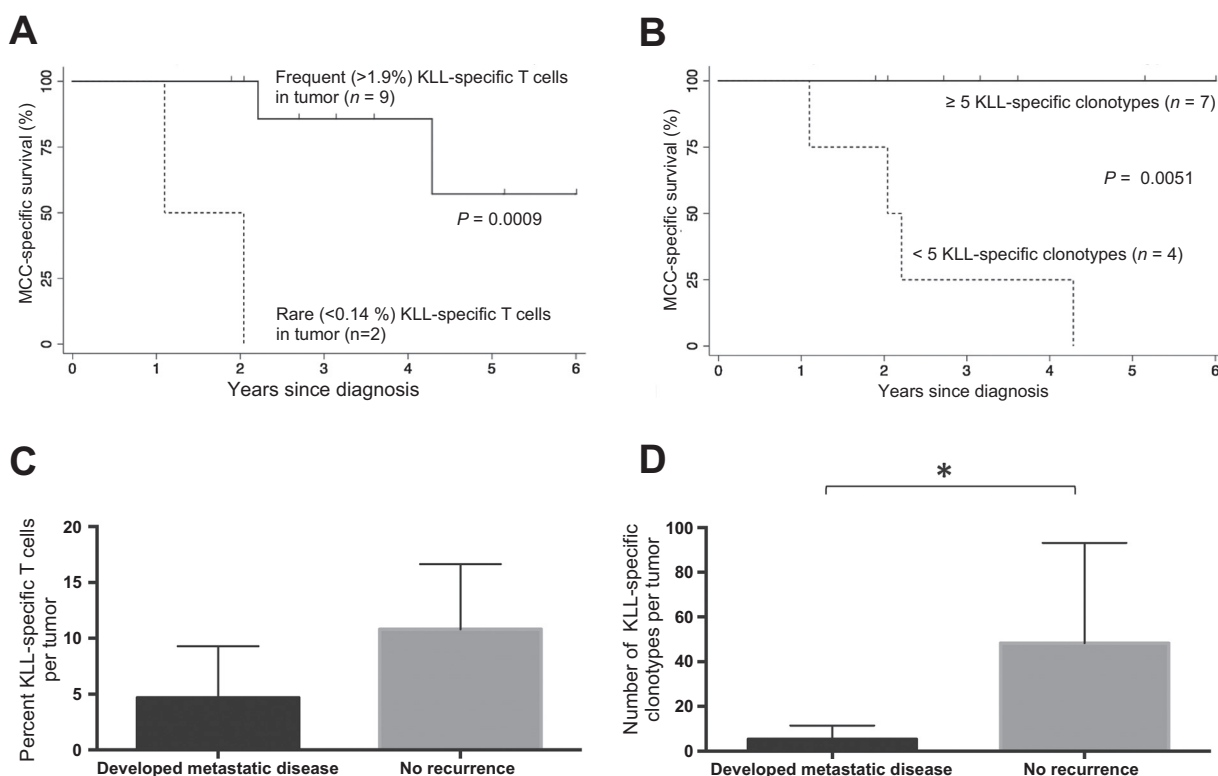 A
MCC-specific survival (%)
100
75
50
25
0
Frequent (>1.9%) KLL-specific T cells
in tumor (n = 9)
P = 0.0009
Rare (<0.14 %) KLL-specific T cells
in tumor (n=2)
0 1 2 3 4 5 6
Years since diagnosis
B
MCC-specific survival (%)
100
75
50
25
0
≥ 5 KLL-specific clonotypes (n = 7)
P = 0.0051
< 5 KLL-specific clonotypes (n = 4)
0 1 2 3 4 5 6
Years since diagnosis
C
Percent KLL-specific T cells
per tumor
20
15
10
5
0
Developed metastatic disease No recurrence
D
*
Number of KLL-specific
clonotypes per tumor
100
80
60
40
20
0
Developed metastatic disease No recurrence